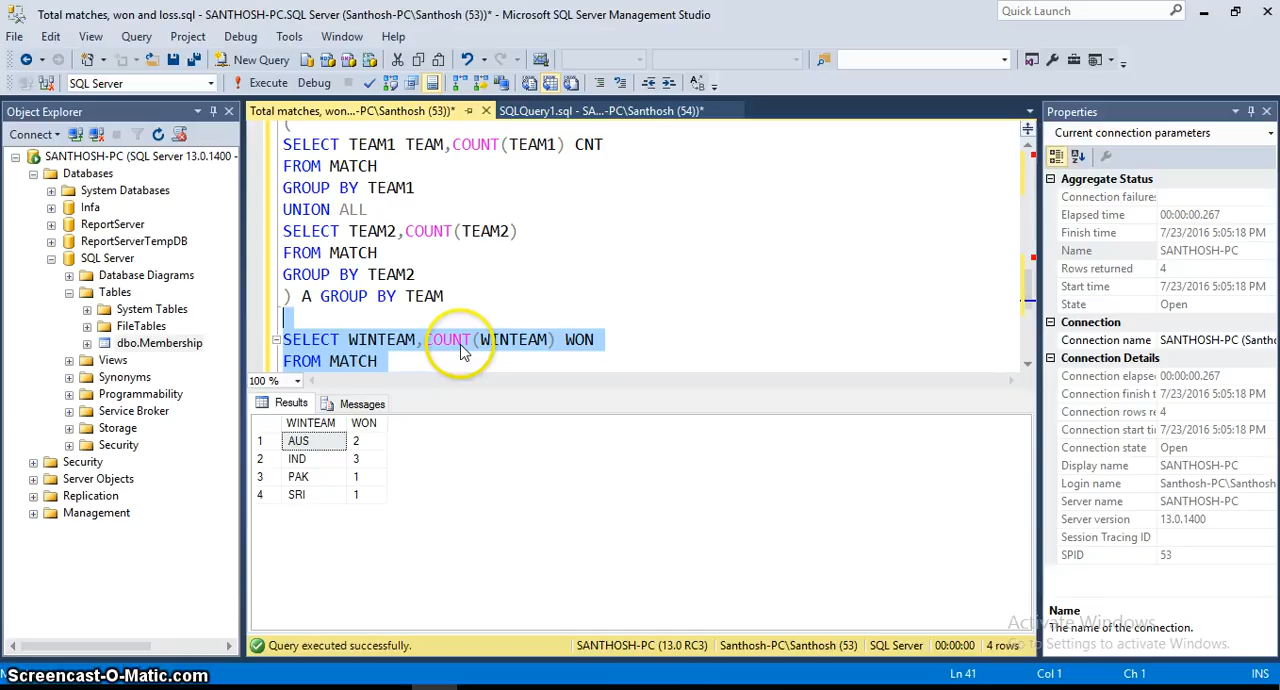 Total matches, won and loss.sql - SANTHOSH-PC.SQL Server (Santhosh-PC\Santhosh (53))* - Microsoft SQL Server Management Studio
Quick Launch
File Edit View Query Project Debug Tools Window Help
New Query
SQL Server Execute Debug
Object Explorer
Connect
SANTHOSH-PC (SQL Server 13.0.1400 -
Databases
System Databases
Infa
ReportServer
ReportServerTempDB
SQL Server
Database Diagrams
Tables
System Tables
FileTables
dbo.Membership
Views
Synonyms
Programmability
Service Broker
Storage
Security
Security
Server Objects
Replication
Management
Total matches, won...-PC\Santhosh (53))* SQLQuery1.sql - SA...-PC\Santhosh (54))*
(
SELECT TEAM1 TEAM,COUNT(TEAM1) CNT
FROM MATCH
GROUP BY TEAM1
UNION ALL
SELECT TEAM2,COUNT(TEAM2)
FROM MATCH
GROUP BY TEAM2
) A GROUP BY TEAM
SELECT WINTEAM,COUNT(WINTEAM) WON
FROM MATCH
100 %
Results Messages
WINTEAM WON
1 AUS 2
2 IND 3
3 PAK 1
4 SRI 1
Query executed successfully. SANTHOSH-PC (13.0 RC3) Santhosh-PC\Santhosh (53) SQL Server 00:00:00 4 rows
Properties
Current connection parameters
Aggregate Status
Connection failures
Elapsed time 00:00:00.267
Finish time 7/23/2016 5:05:18 PM
Name SANTHOSH-PC
Rows returned 4
Start time 7/23/2016 5:05:18 PM
State Open
Connection
Connection name SANTHOSH-PC (Santh
Connection Details
Connection elapse 00:00:00.267
Connection finish t 7/23/2016 5:05:18 PM
Connection rows re 4
Connection start ti 7/23/2016 5:05:18 PM
Connection state Open
Display name SANTHOSH-PC
Login name Santhosh-PC\Santhosh
Server name SANTHOSH-PC
Server version 13.0.1400
Session Tracing ID
SPID 53
Name
The name of the connection.
Activate Windows
Go to Settings to activate Windows.
Screencast-O-Matic.com
Ln 41 Col 1 Ch 1 INS